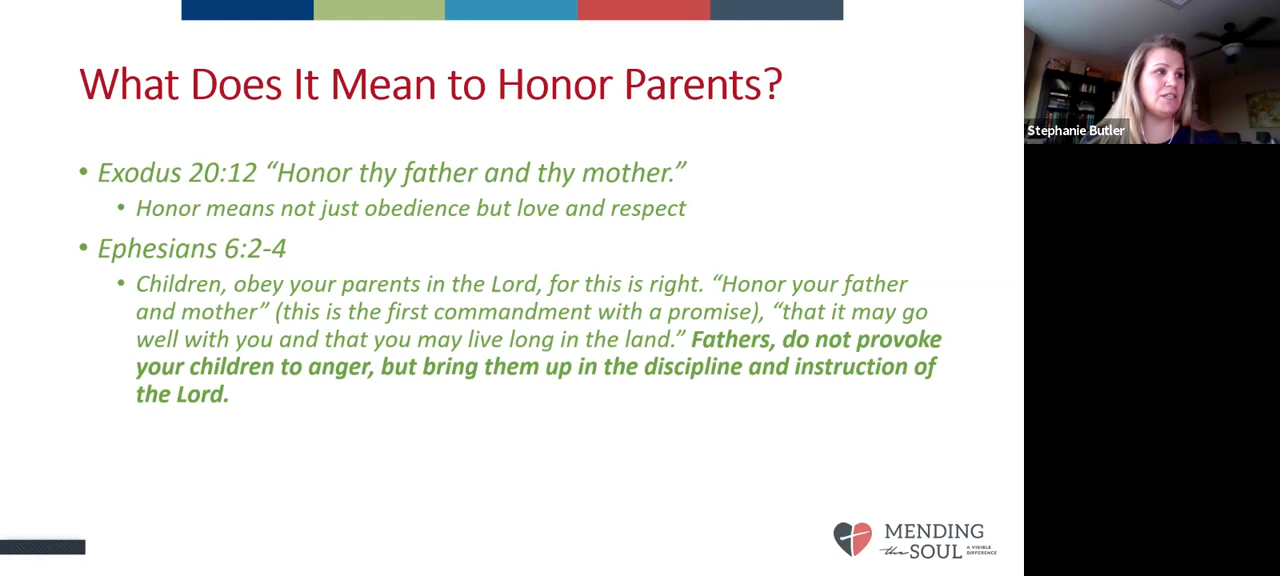 What Does It Mean to Honor Parents?
Stephanie Butler
• Exodus 20:12 “Honor thy father and thy mother.”
• Honor means not just obedience but love and respect
• Ephesians 6:2-4
• Children, obey your parents in the Lord, for this is right. “Honor your father
and mother” (this is the first commandment with a promise), “that it may go
well with you and that you may live long in the land.” Fathers, do not provoke
your children to anger, but bring them up in the discipline and instruction of
the Lord.
MENDING
the SOUL
A VISIBLE
DIFFERENCE